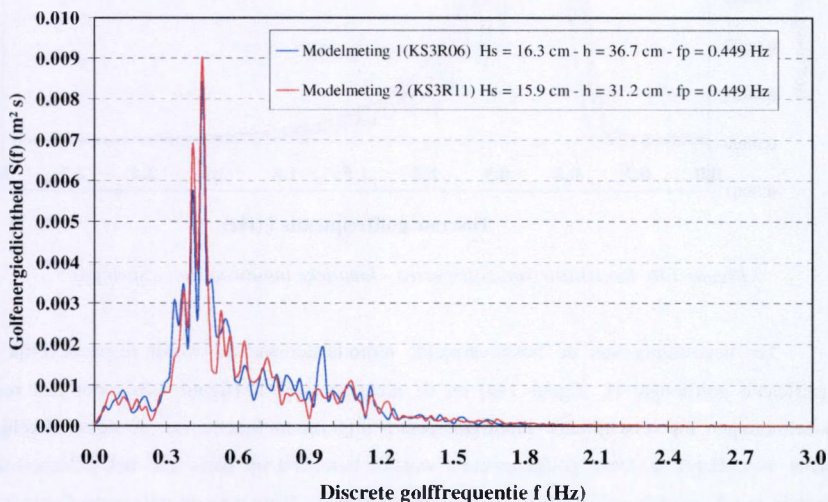 0.010
0.009
0.008
0.007
0.006
0.005
0.004
0.003
0.002
0.001
0.000
Golfenergiedichtheid S(f) (m² s)
Modelmeting 1(KS3R06) Hs = 16.3 cm - h = 36.7 cm - fp = 0.449 Hz
Modelmeting 2 (KS3R11) Hs = 15.9 cm - h = 31.2 cm - fp = 0.449 Hz
0.0 0.3 0.6 0.9 1.2 1.5 1.8 2.1 2.4 2.7 3.0
Discrete golffrequentie f (Hz)